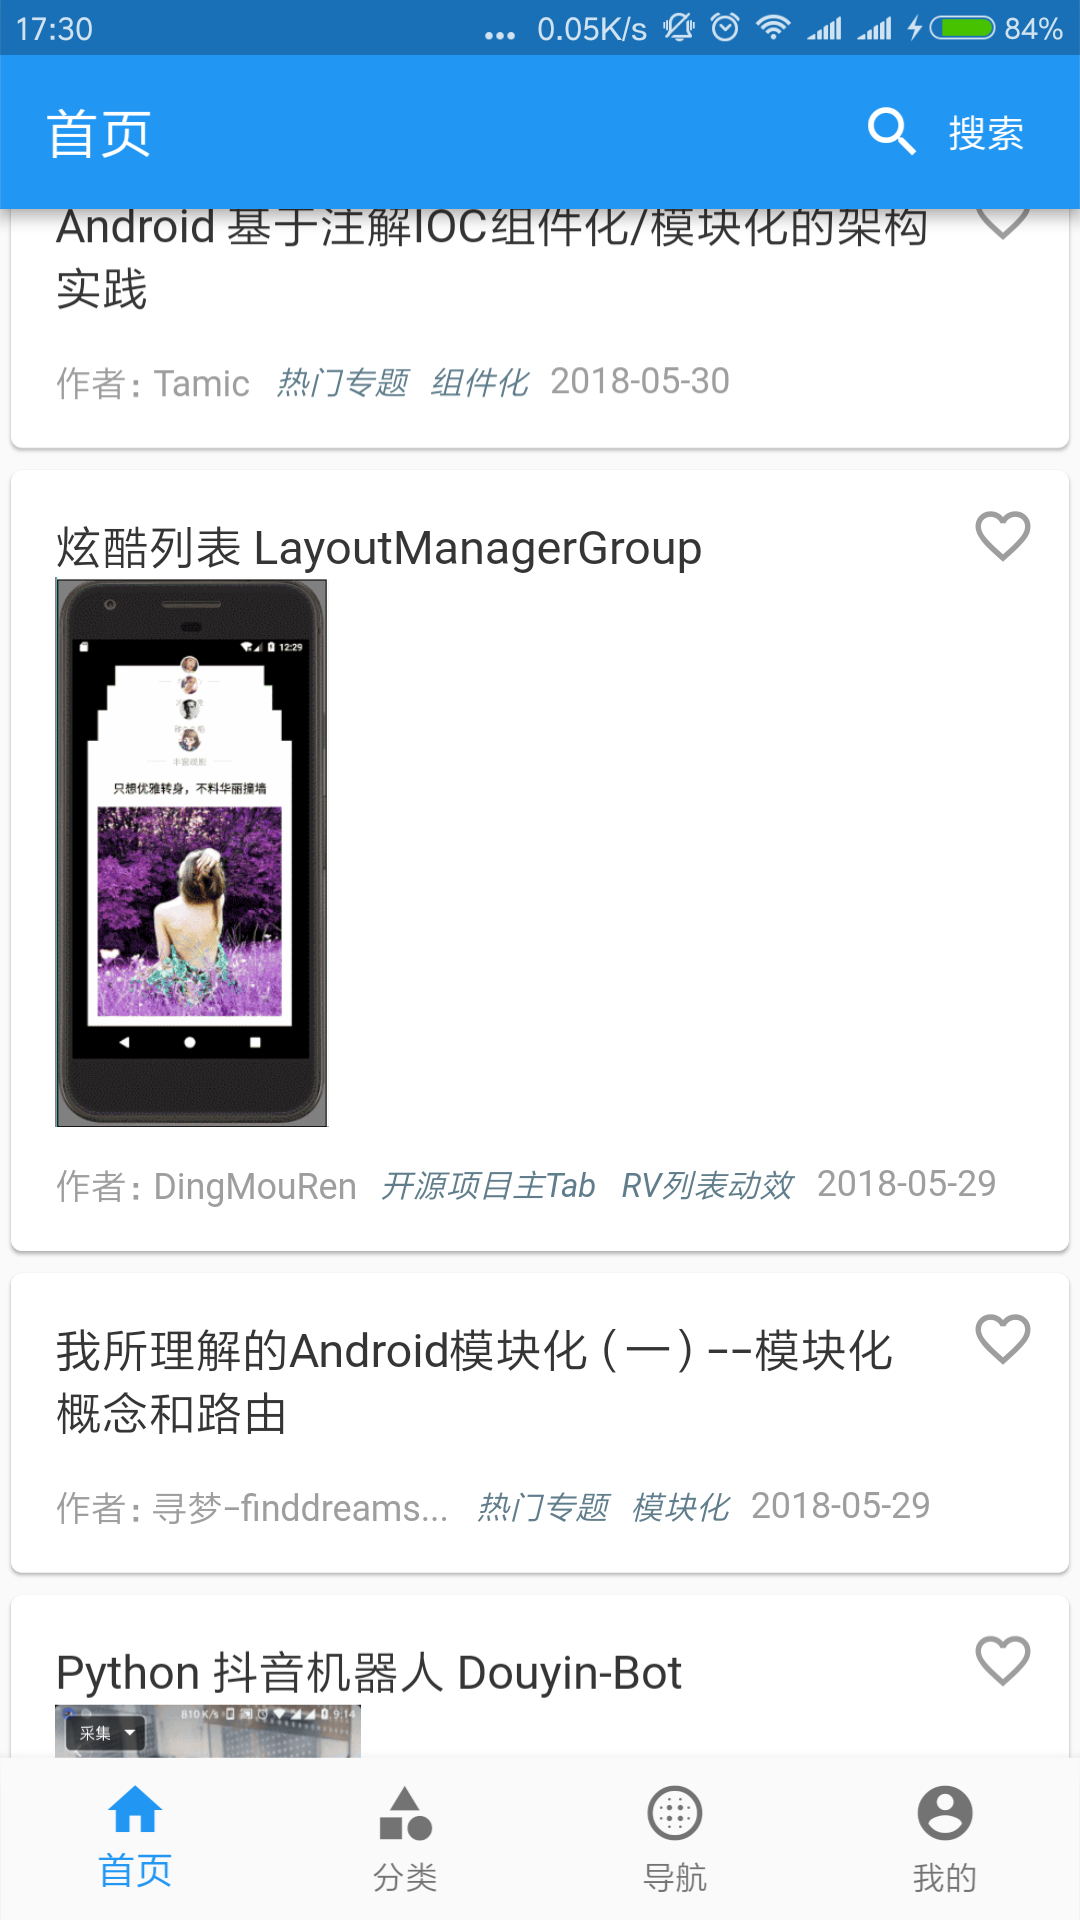 17:30 ... 0.05K/s 84%
首页 搜索
Android 基于注解IOC组件化/模块化的架构
实践
作者: Tamic 热门专题 组件化 2018-05-30
炫酷列表 LayoutManagerGroup
12:29
只想优雅转身，不料华丽撞墙
作者: DingMouRen 开源项目主Tab RV列表动效 2018-05-29
我所理解的Android模块化（一）--模块化
概念和路由
作者: 寻梦-finddreams... 热门专题 模块化 2018-05-29
Python 抖音机器人 Douyin-Bot
810K/s 9:14
采集
首页 分类 导航 我的